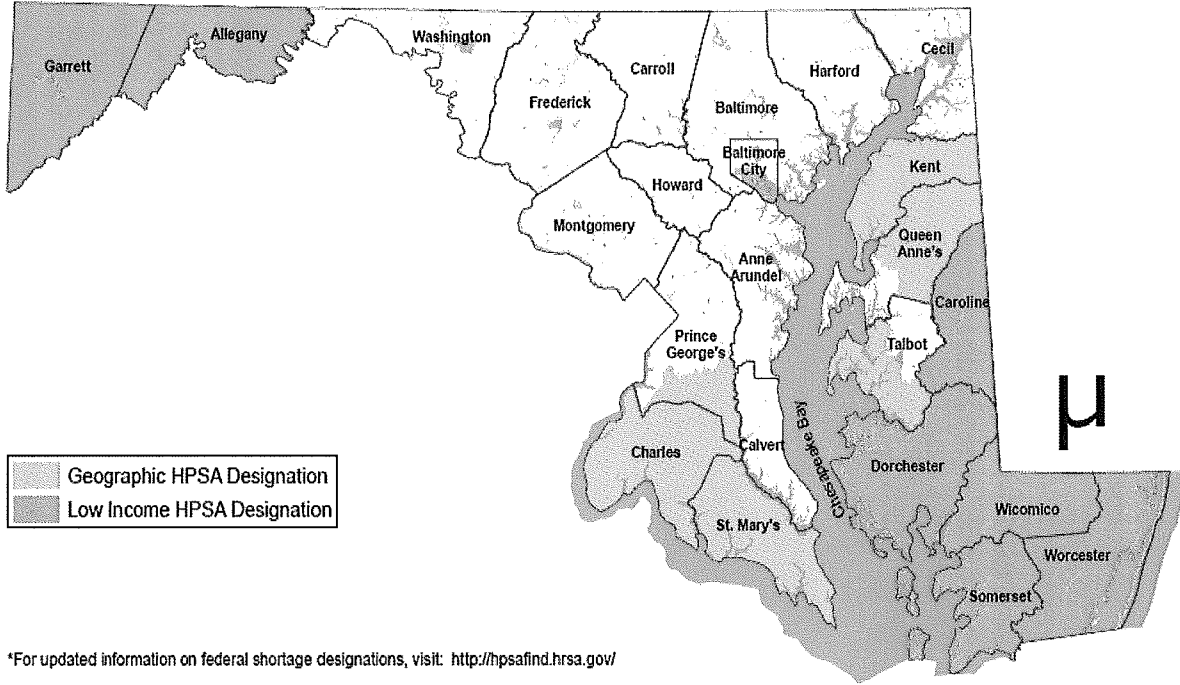 Garrett
Allegany
Washington
Frederick
Carroll
Baltimore
Harford
Cecil
Baltimore
City
Kent
Howard
Montgomery
Queen
Anne's
Anne
Arundel
Caroline
Prince
George's
Talbot
Chesapeake Bay
Charles
Calvert
Dorchester
St. Mary's
Wicomico
Worcester
Somerset
µ
Geographic HPSA Designation
Low Income HPSA Designation
*For updated information on federal shortage designations, visit: http://hpsafind.hrsa.gov/